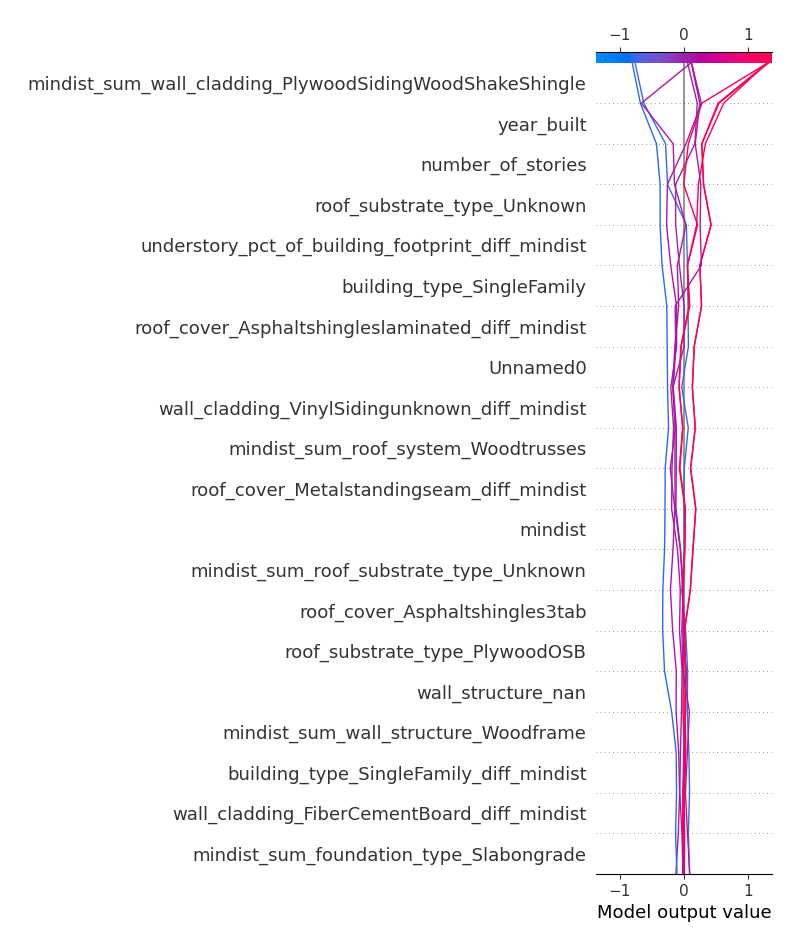 −1 0 1
mindist_sum_wall_cladding_PlywoodSidingWoodShakeShingle
year_built
number_of_stories
roof_substrate_type_Unknown
understory_pct_of_building_footprint_diff_mindist
building_type_SingleFamily
roof_cover_Asphaltshingleslaminated_diff_mindist
Unnamed0
wall_cladding_VinylSidingunknown_diff_mindist
mindist_sum_roof_system_Woodtrusses
roof_cover_Metalstandingseam_diff_mindist
mindist
mindist_sum_roof_substrate_type_Unknown
roof_cover_Asphaltshingles3tab
roof_substrate_type_PlywoodOSB
wall_structure_nan
mindist_sum_wall_structure_Woodframe
building_type_SingleFamily_diff_mindist
wall_cladding_FiberCementBoard_diff_mindist
mindist_sum_foundation_type_Slabongrade
−1 0 1
Model output value